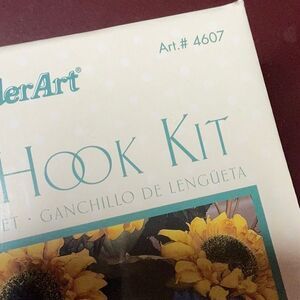 Art.# 4607
derArt®
HOOK KIT
ET · GANCHILLO DE LENGÜETA